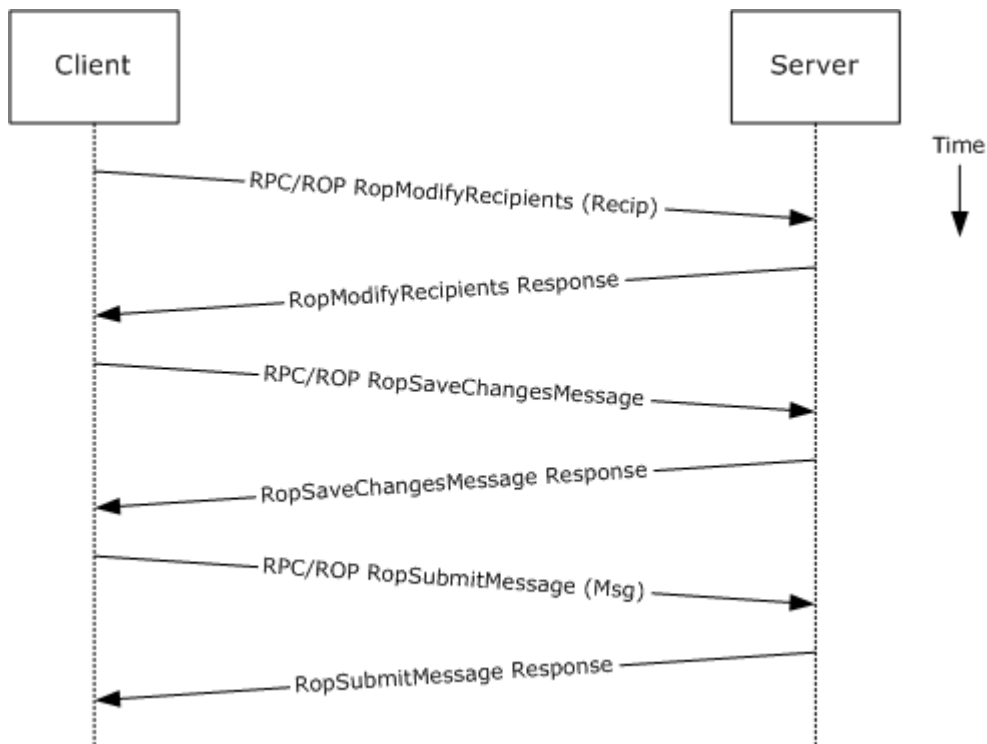 Client
Server
Time
RPC/ROP RopModifyRecipients (Recip)
RopModifyRecipients Response
RPC/ROP RopSaveChangesMessage
RopSaveChangesMessage Response
RPC/ROP RopSubmitMessage (Msg)
RopSubmitMessage Response